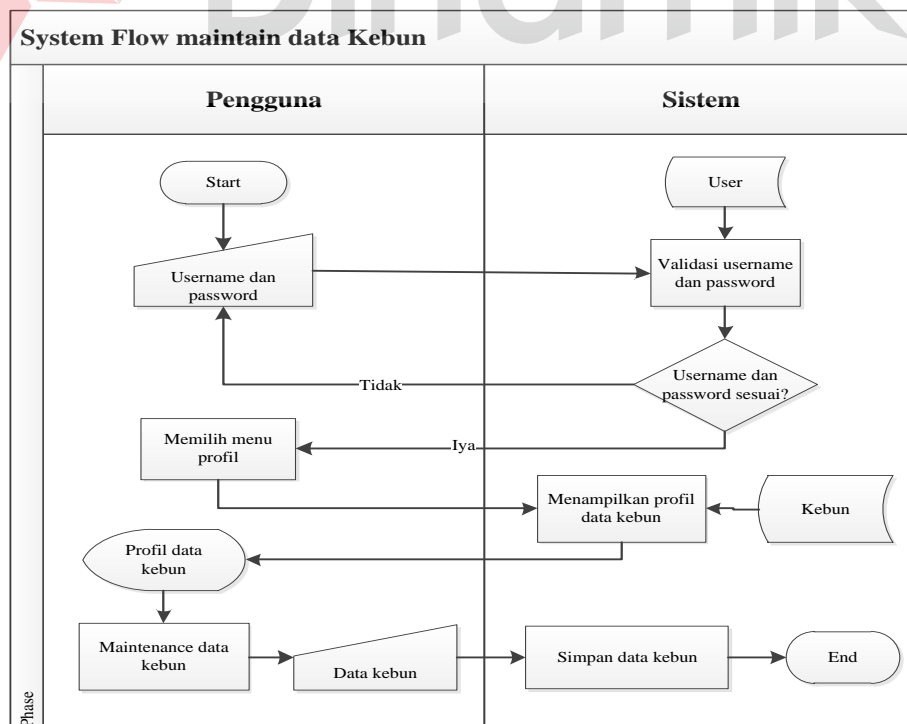 Dinamik
System Flow maintain data Kebun
Pengguna
Sistem
Start
User
Username dan
password
Validasi username
dan password
Username dan
password sesuai?
Tidak
Iya
Memilih menu
profil
Menampilkan profil
data kebun
Kebun
Profil data
kebun
Maintenance data
kebun
Data kebun
Simpan data kebun
End
Phase